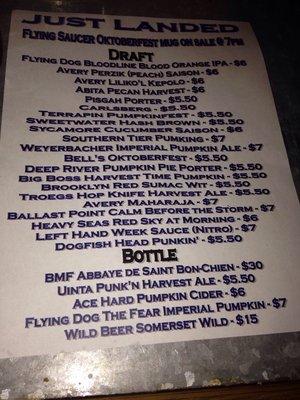 JUST LANDED
FLYING SAUCER OKTOBERFEST MUG ON SALE @ 7PM
DRAFT
FLYING DOG BLOODLINE BLOOD ORANGE IPA - $6
AVERY PERZIK (PEACH) SAISON - $6
AVERY LILIKO'I KEPOLO - $6
ABITA PECAN HARVEST - $6
PISGAH PORTER - $5.50
CARLSBERG - $5.50
TERRAPIN PUMPKINFEST - $5.50
SWEETWATER HASH BROWN - $5.50
SYCAMORE CUCUMBER SAISON - $6
SOUTHERN TIER PUMKING - $7
WEYERBACHER IMPERIAL PUMPKIN ALE - $7
BELL'S OKTOBERFEST - $5.50
DEEP RIVER PUMPKIN PIE PORTER - $5.50
BIG BOSS HARVEST TIME PUMPKIN - $5.50
BROOKLYN RED SUMAC WIT - $5.50
TROEGS HOP KNIFE HARVEST ALE - $5.50
AVERY MAHARAJA - $7
BALLAST POINT CALM BEFORE THE STORM - $7
HEAVY SEAS RED SKY AT MORNING - $6
LEFT HAND WEEK SAUCE (NITRO) - $7
DOGFISH HEAD PUNKIN' - $5.50
BOTTLE
BMF ABBAYE DE SAINT BON-CHIEN - $30
UINTA PUNK'N HARVEST ALE - $5.50
ACE HARD PUMPKIN CIDER - $6
FLYING DOG THE FEAR IMPERIAL PUMPKIN - $7
WILD BEER SOMERSET WILD - $15